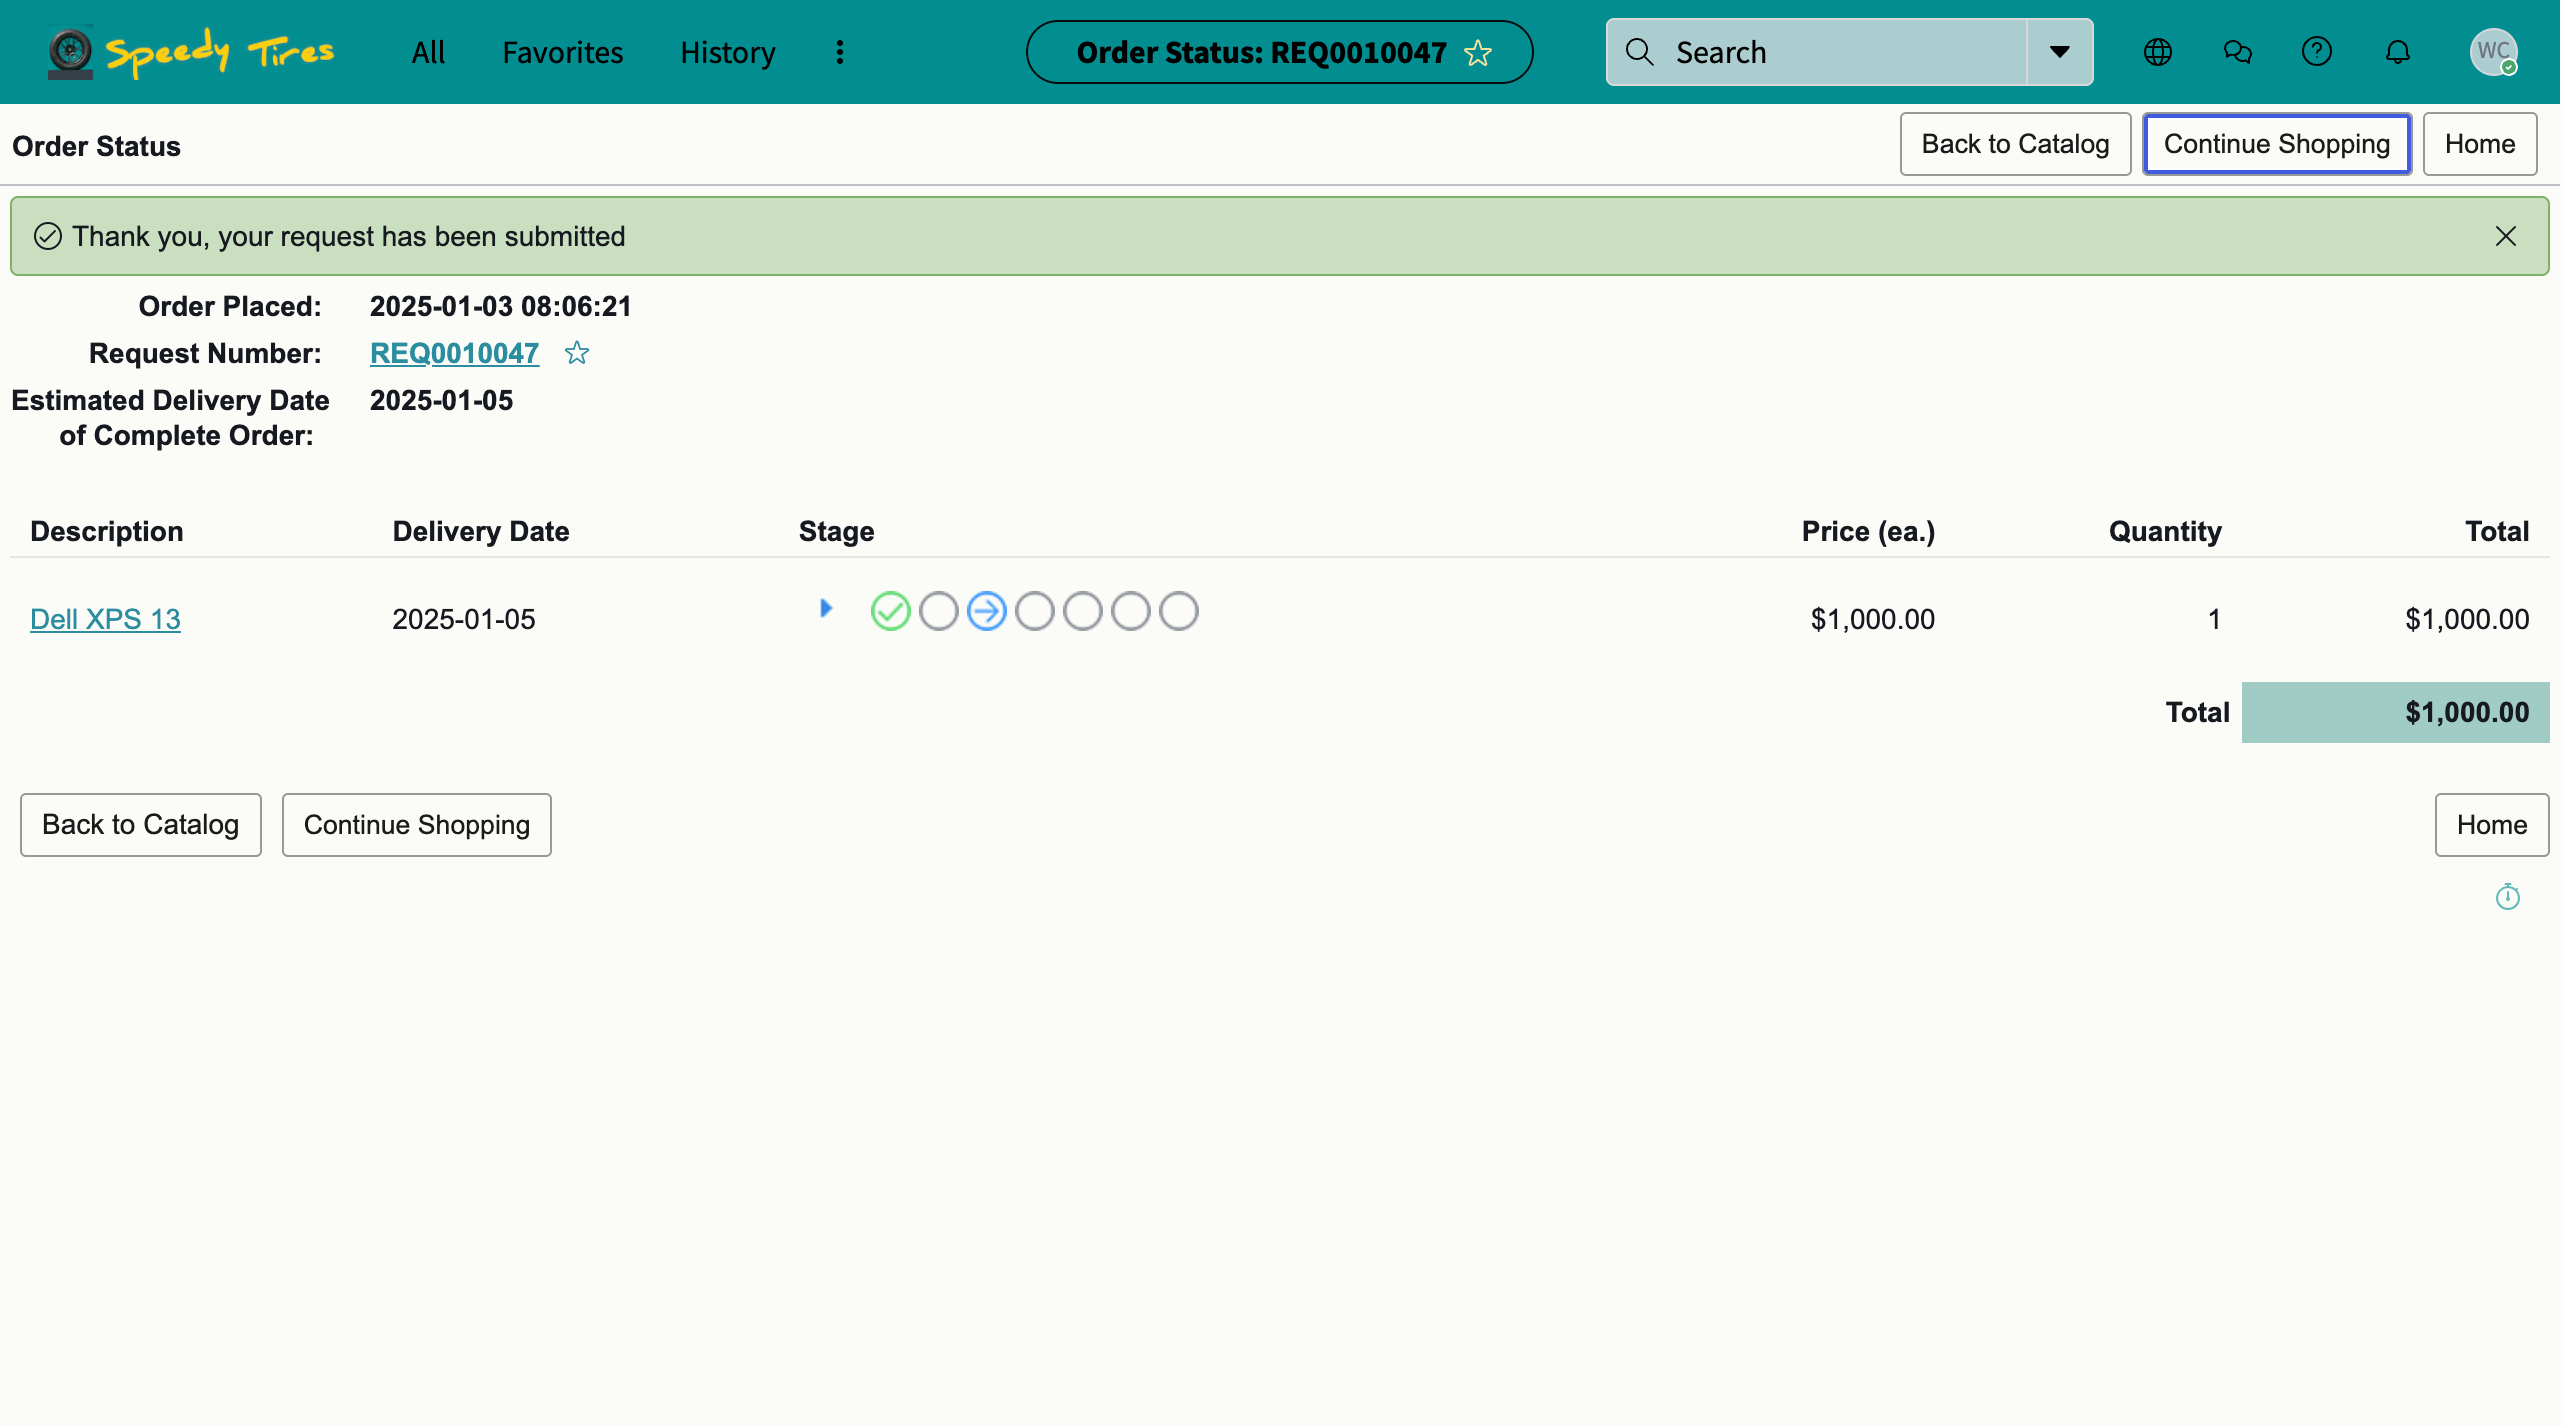 Speedy Tires All Favorites History Order Status: REQ0010047 Search WC
Order Status Back to Catalog Continue Shopping Home
Thank you, your request has been submitted
Order Placed: 2025-01-03 08:06:21
Request Number: REQ0010047
Estimated Delivery Date 2025-01-05
of Complete Order:
Description Delivery Date Stage Price (ea.) Quantity Total
Dell XPS 13 2025-01-05 $1,000.00 1 $1,000.00
Total $1,000.00
Back to Catalog Continue Shopping Home